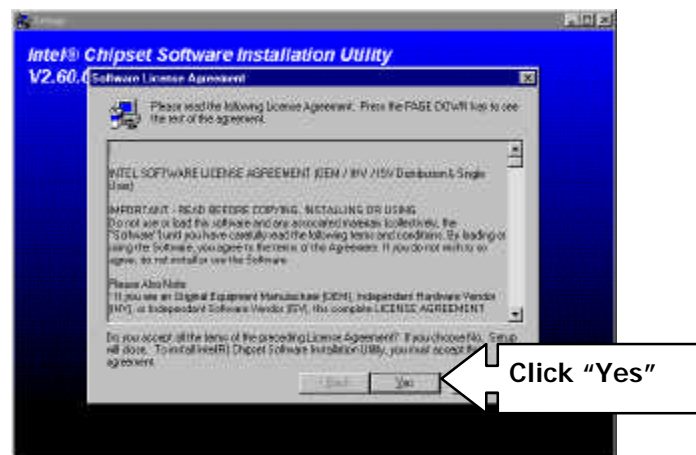 Setup
Intel® Chipset Software Installation Utility
V2.60.
Software License Agreement
Please read the following License Agreement. Press the PAGE DOWN key to see
the rest of the agreement.
INTEL SOFTWARE LICENSE AGREEMENT (OEM / IHV / ISV Distribution & Single
User)
IMPORTANT - READ BEFORE COPYING, INSTALLING OR USING.
Do not use or load this software and any associated materials (collectively, the
"Software") until you have carefully read the following terms and conditions. By loading or
using the Software, you agree to the terms of this Agreement. If you do not wish to so
agree, do not install or use the Software.
Please Also Note:
* If you are an Original Equipment Manufacturer (OEM), Independent Hardware Vendor
(IHV), or Independent Software Vendor (ISV), this complete LICENSE AGREEMENT
Do you accept all the terms of the preceding License Agreement? If you choose No, Setup
will close. To install Intel(R) Chipset Software Installation Utility, you must accept this
agreement.
< Back
Yes
Click “Yes”